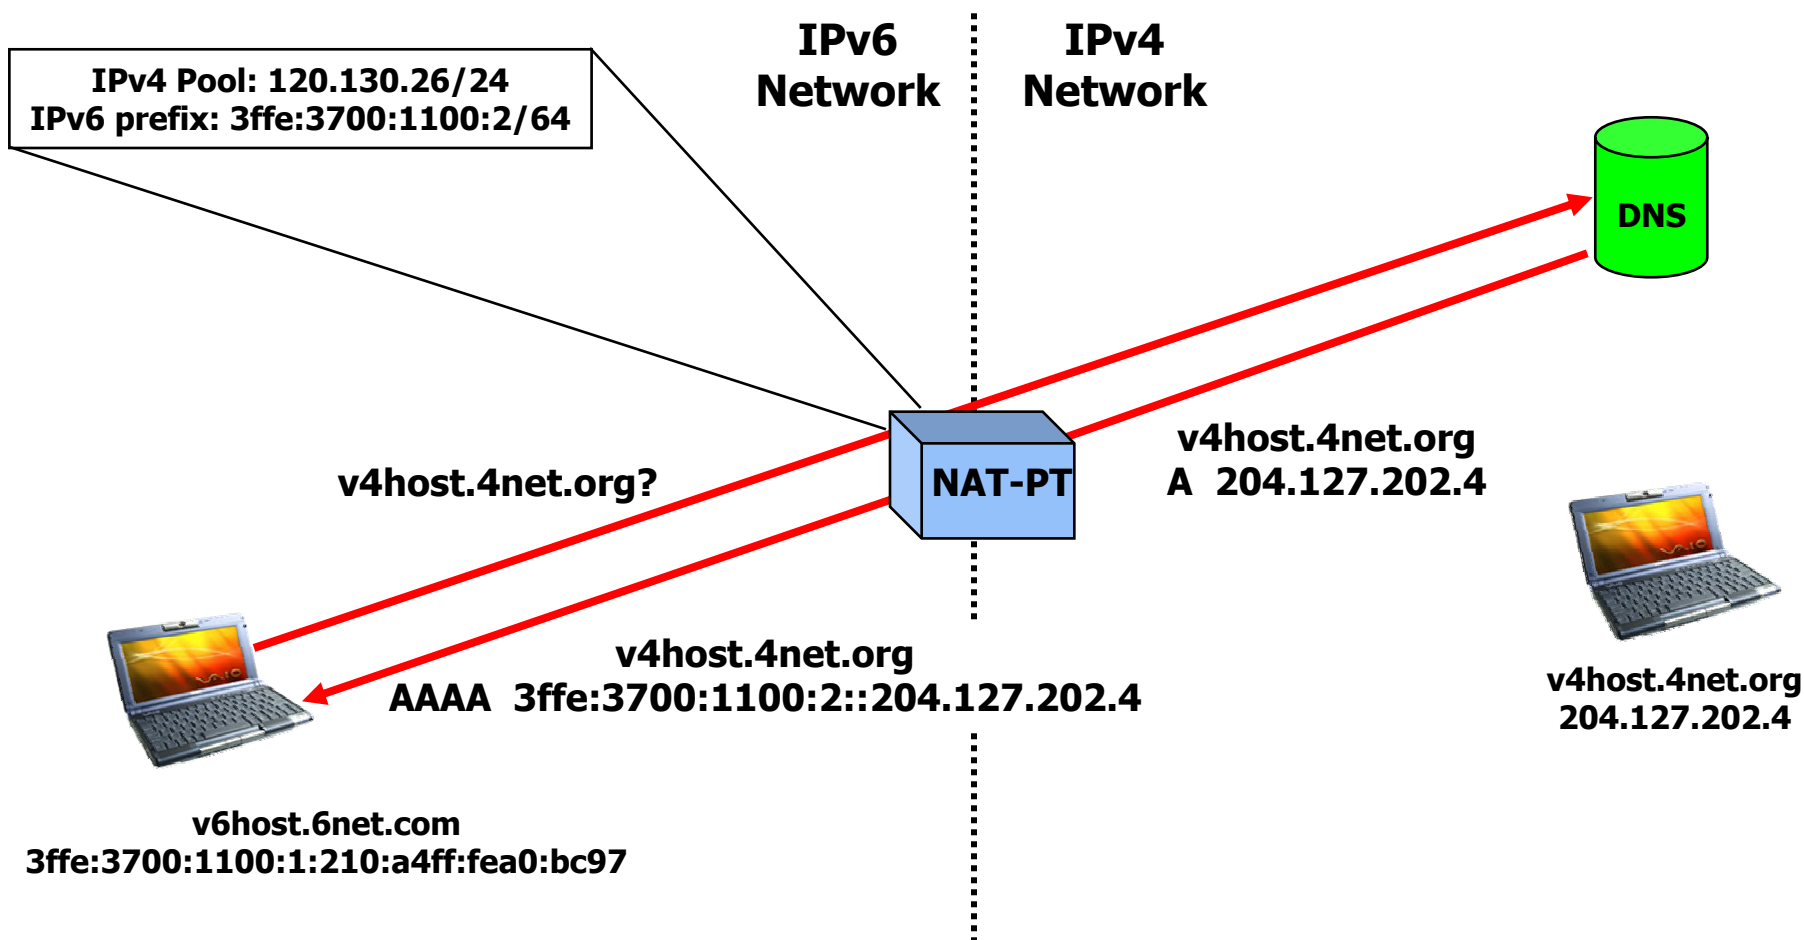 IPv6
Network
IPv4
Network
IPv4 Pool: 120.130.26/24
IPv6 prefix: 3ffe:3700:1100:2/64
DNS
v4host.4net.org?
NAT-PT
v4host.4net.org
A 204.127.202.4
VAIO
v4host.4net.org
204.127.202.4
v4host.4net.org
AAAA 3ffe:3700:1100:2::204.127.202.4
VAIO
v6host.6net.com
3ffe:3700:1100:1:210:a4ff:fea0:bc97